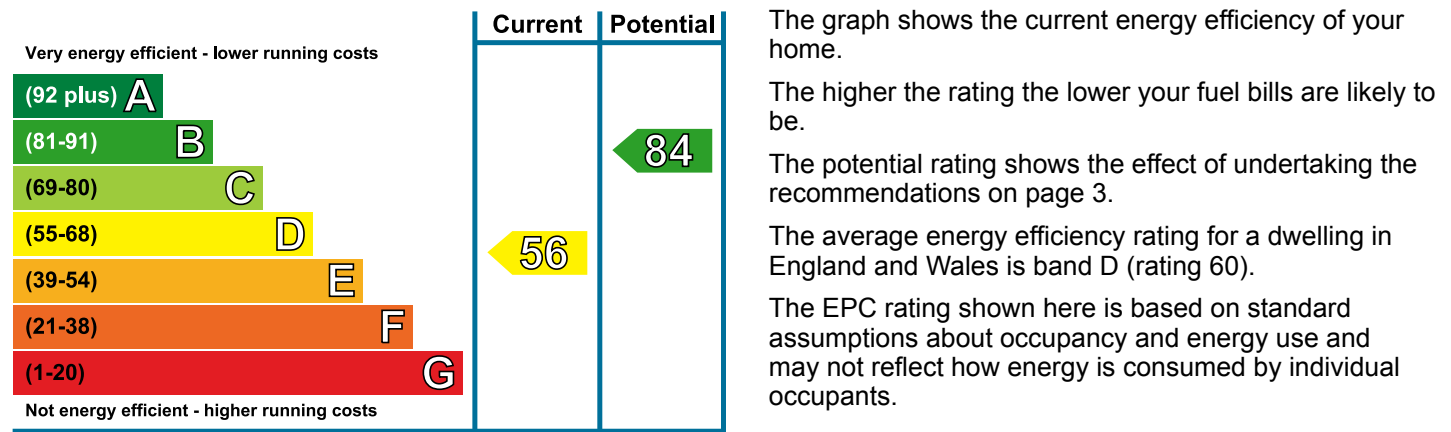 Current Potential
Very energy efficient - lower running costs
(92 plus) A
(81-91) B
84
(69-80) C
(55-68) D
56
(39-54) E
(21-38) F
(1-20) G
Not energy efficient - higher running costs
The graph shows the current energy efficiency of your
home.
The higher the rating the lower your fuel bills are likely to
be.
The potential rating shows the effect of undertaking the
recommendations on page 3.
The average energy efficiency rating for a dwelling in
England and Wales is band D (rating 60).
The EPC rating shown here is based on standard
assumptions about occupancy and energy use and
may not reflect how energy is consumed by individual
occupants.